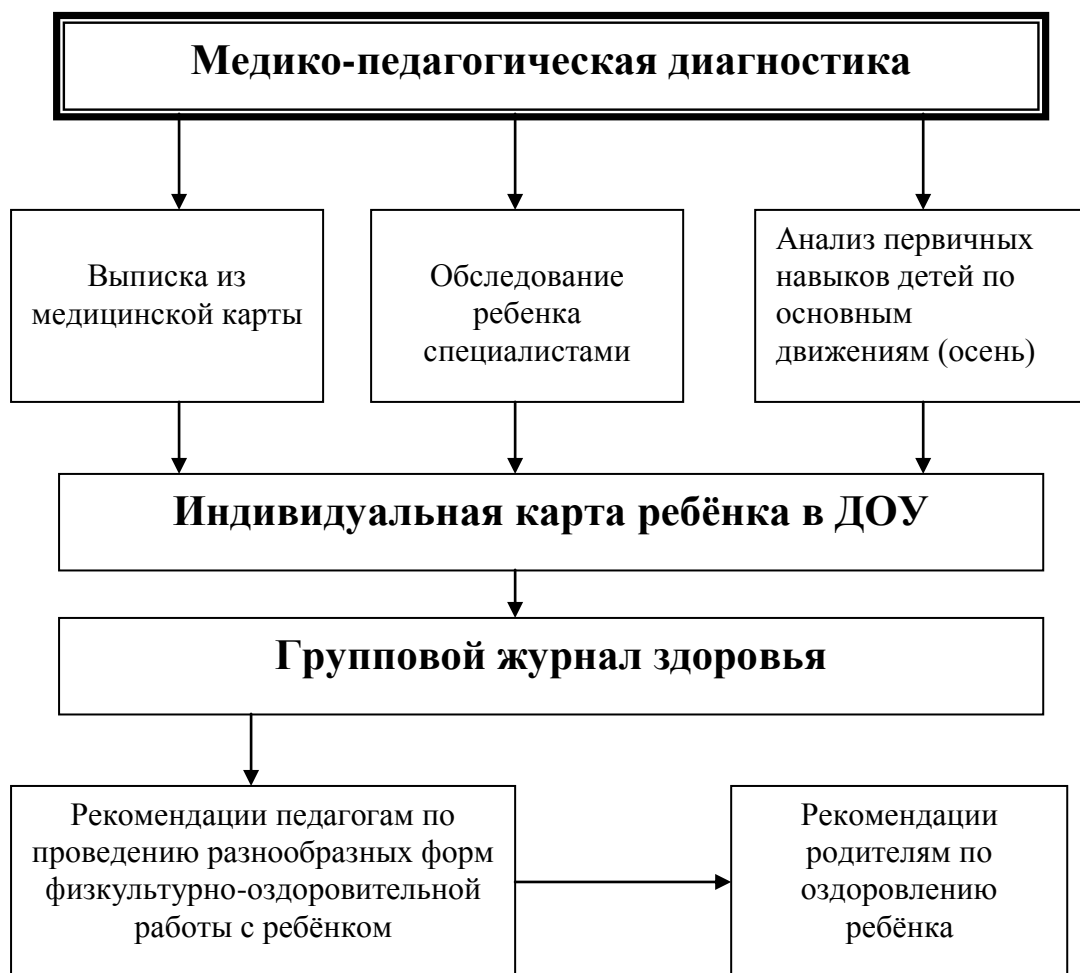 Медико-педагогическая диагностика
Выписка из
медицинской карты
Обследование
ребенка
специалистами
Анализ первичных
навыков детей по
основным
движениям (осень)
Индивидуальная карта ребёнка в ДОУ
Групповой журнал здоровья
Рекомендации педагогам по
проведению разнообразных форм
физкультурно-оздоровительной
работы с ребёнком
Рекомендации
родителям по
оздоровлению
ребёнка